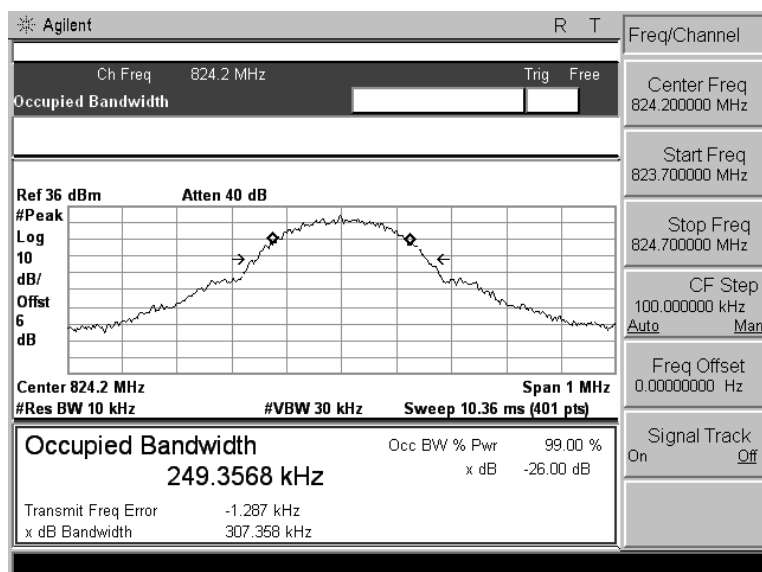 Agilent R T
Ch Freq 824.2 MHz Trig Free
Occupied Bandwidth
Ref 36 dBm Atten 40 dB
#Peak
Log
10
dB/
Offst
6
dB
Center 824.2 MHz Span 1 MHz
#Res BW 10 kHz #VBW 30 kHz Sweep 10.36 ms (401 pts)
Occupied Bandwidth Occ BW % Pwr 99.00 %
249.3568 kHz x dB -26.00 dB
Transmit Freq Error -1.287 kHz
x dB Bandwidth 307.358 kHz
Freq/Channel
Center Freq
824.200000 MHz
Start Freq
823.700000 MHz
Stop Freq
824.700000 MHz
CF Step
100.000000 kHz
Auto Man
Freq Offset
0.00000000 Hz
Signal Track
On Off